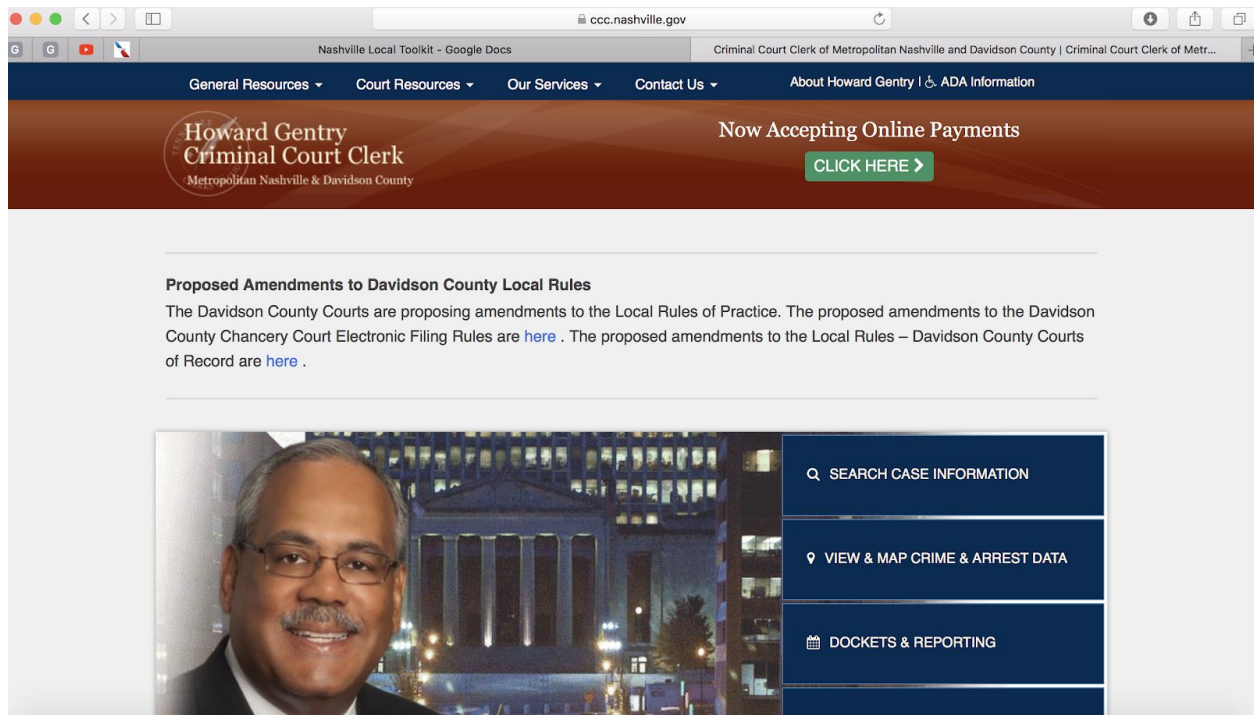 ccc.nashville.gov
G G Nashville Local Toolkit - Google Docs Criminal Court Clerk of Metropolitan Nashville and Davidson County | Criminal Court Clerk of Metr...
General Resources Court Resources Our Services Contact Us About Howard Gentry | ADA Information
Howard Gentry
Criminal Court Clerk
Metropolitan Nashville & Davidson County
Now Accepting Online Payments
CLICK HERE
Proposed Amendments to Davidson County Local Rules
The Davidson County Courts are proposing amendments to the Local Rules of Practice. The proposed amendments to the Davidson
County Chancery Court Electronic Filing Rules are here . The proposed amendments to the Local Rules – Davidson County Courts
of Record are here .
SEARCH CASE INFORMATION
VIEW & MAP CRIME & ARREST DATA
DOCKETS & REPORTING